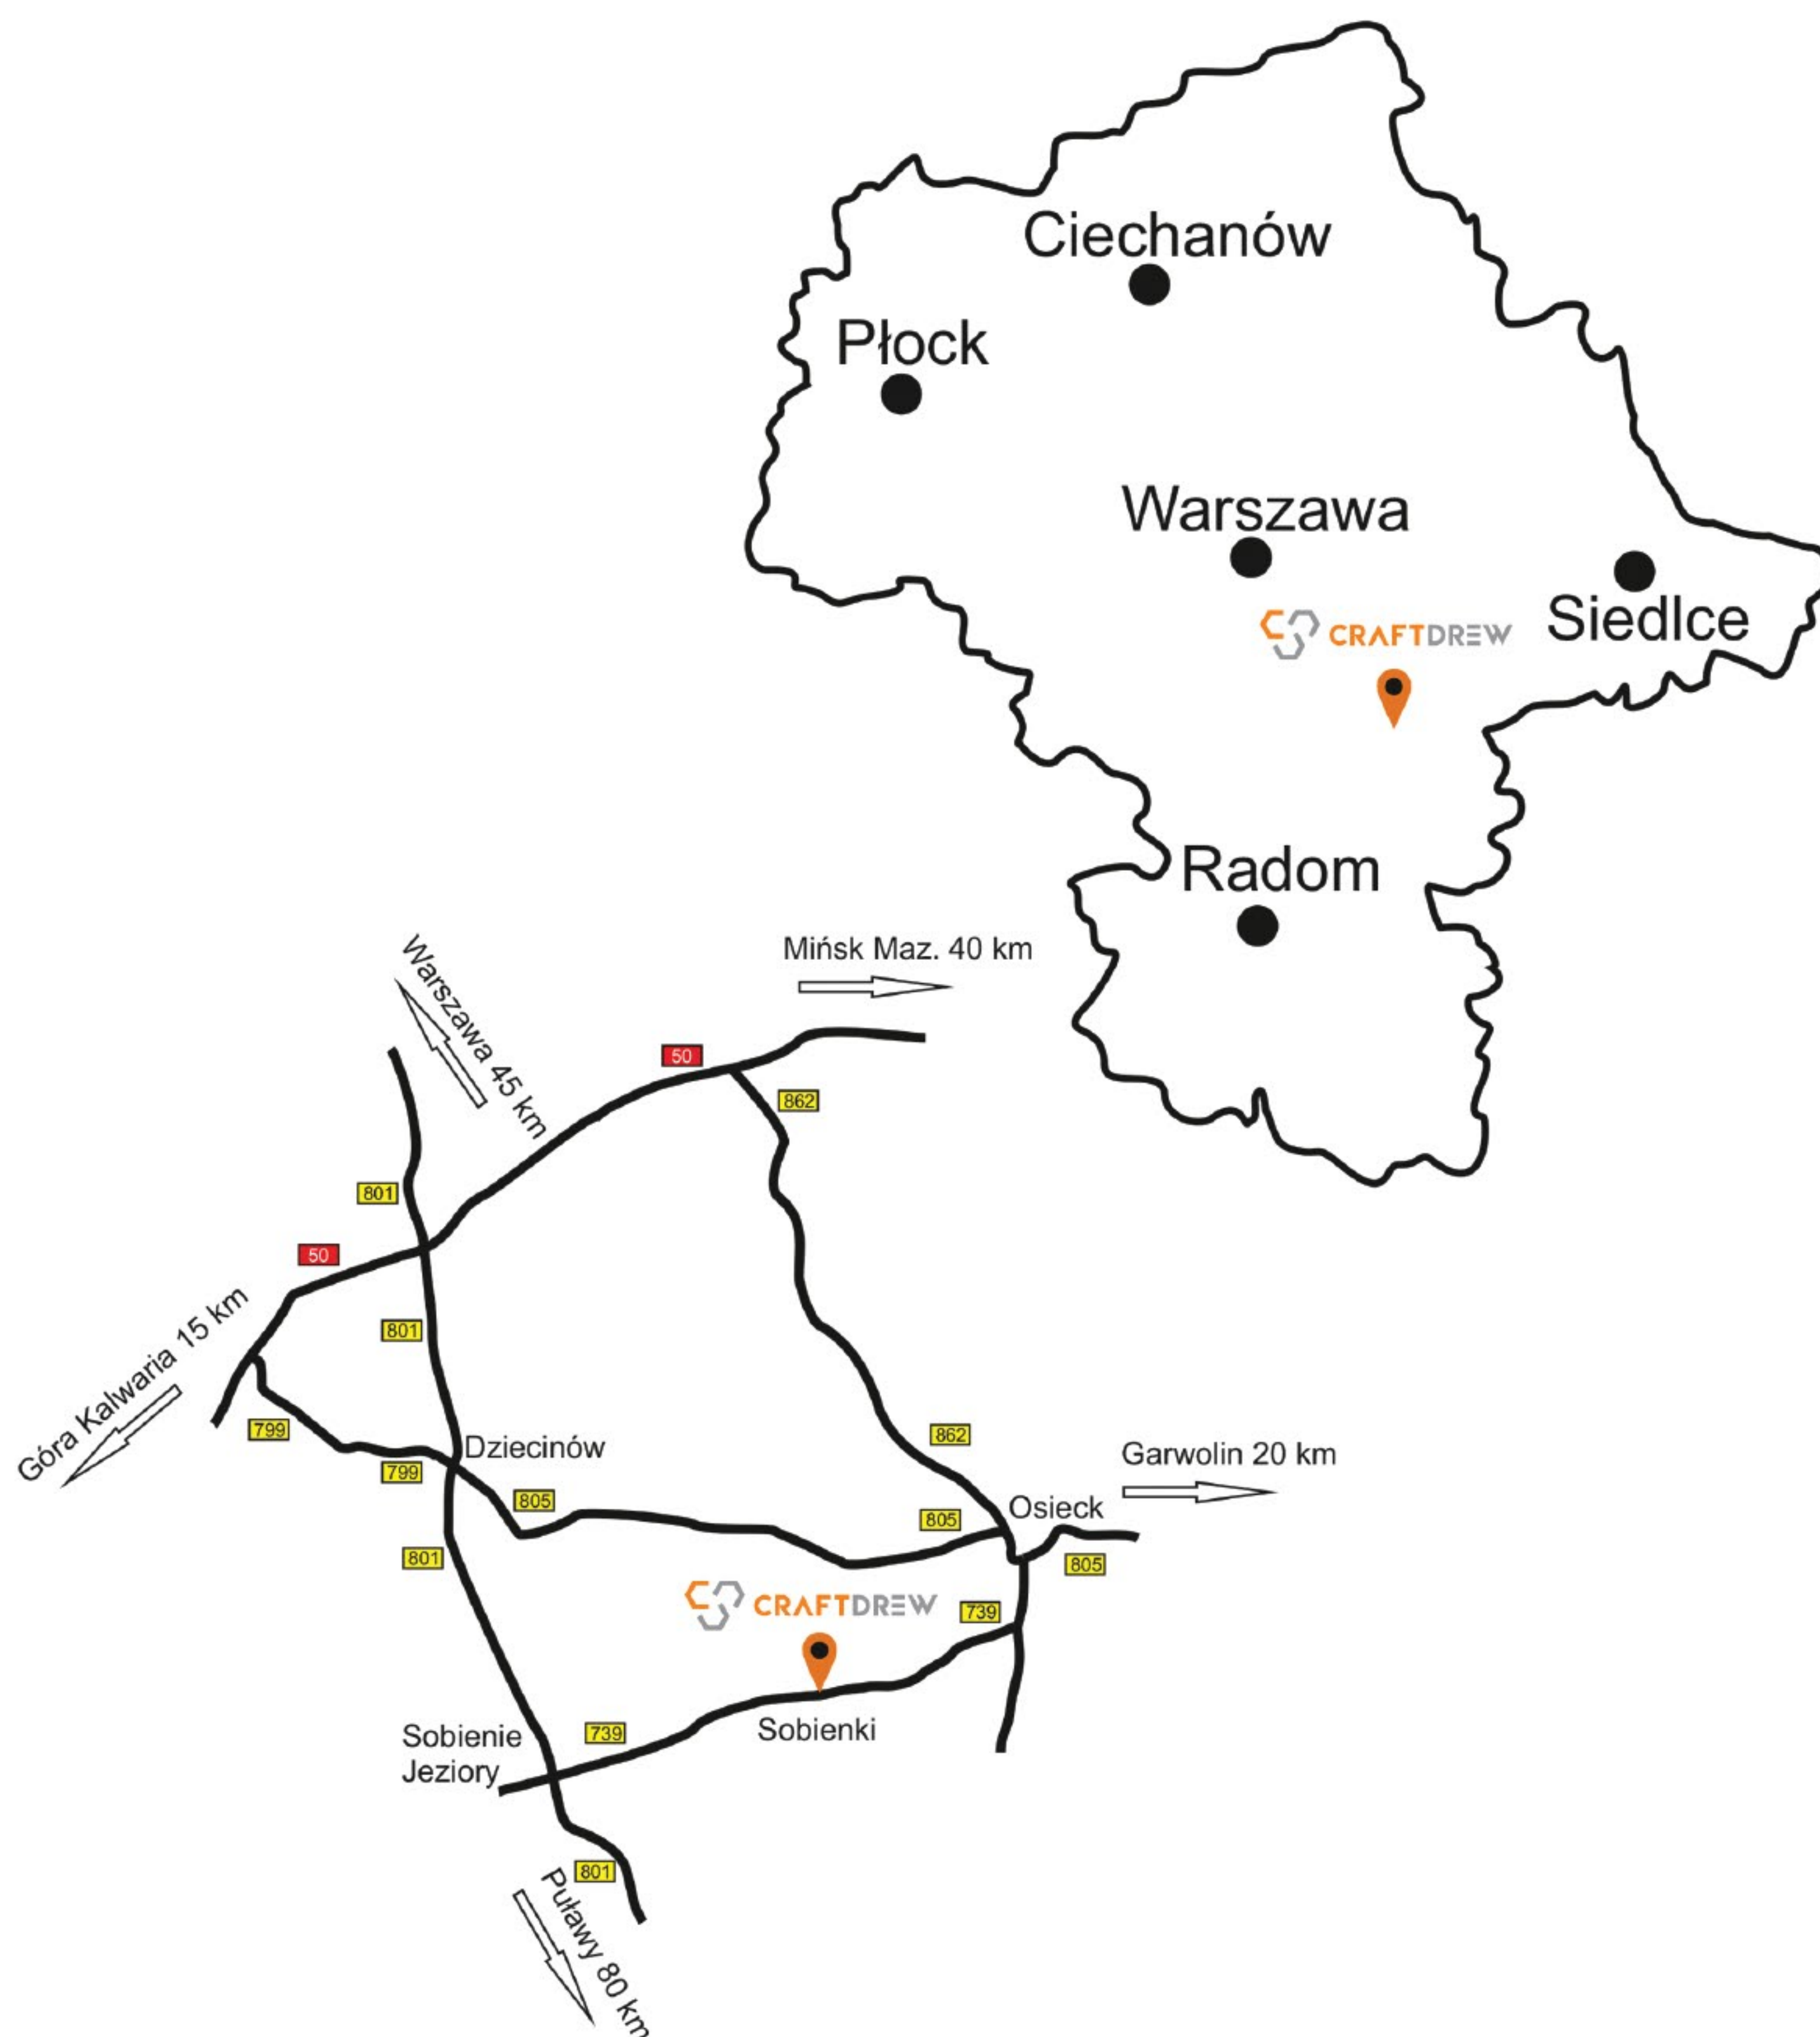 Ciechanów
Płock
Warszawa
Siedlce
CRAFTDREW
Radom
Mińsk Maz. 40 km
Warszawa 45 km
50
862
801
50
Góra Kalwaria 15 km
801
799
Dziecinów
862
Garwolin 20 km
799
805
805
Osieck
801
805
CRAFTDREW
739
Sobienie
Jeziory
739
Sobienki
801
Puławy 80 km